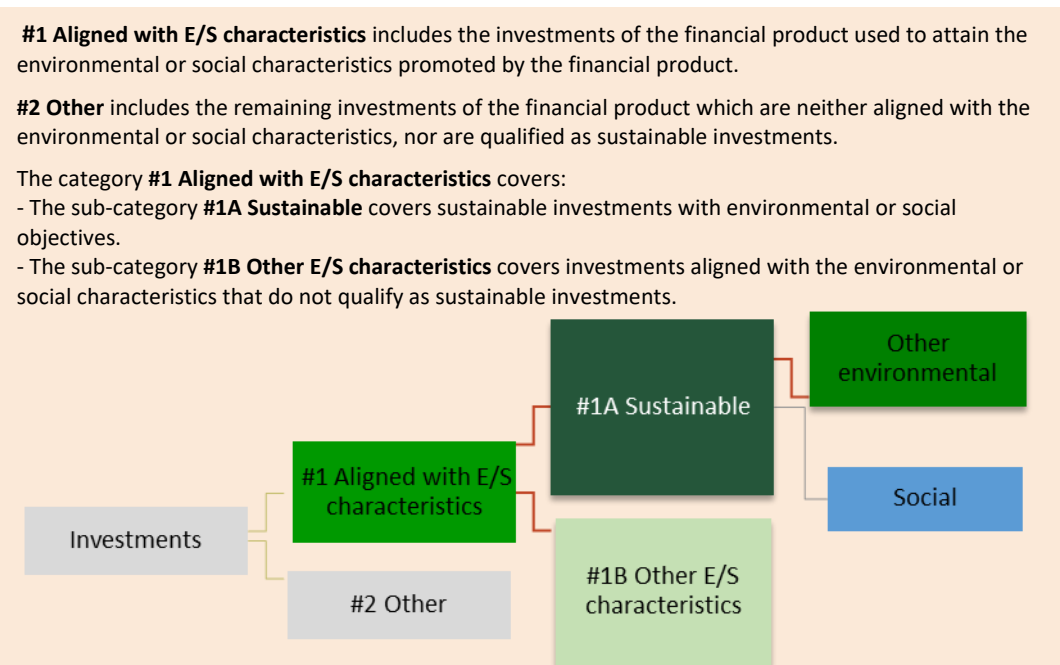 #1 Aligned with E/S characteristics includes the investments of the financial product used to attain the
environmental or social characteristics promoted by the financial product.
#2 Other includes the remaining investments of the financial product which are neither aligned with the
environmental or social characteristics, nor are qualified as sustainable investments.
The category #1 Aligned with E/S characteristics covers:
- The sub-category #1A Sustainable covers sustainable investments with environmental or social
objectives.
- The sub-category #1B Other E/S characteristics covers investments aligned with the environmental or
social characteristics that do not qualify as sustainable investments.
Investments
#1 Aligned with E/S
characteristics
#2 Other
#1A Sustainable
#1B Other E/S
characteristics
Other
environmental
Social